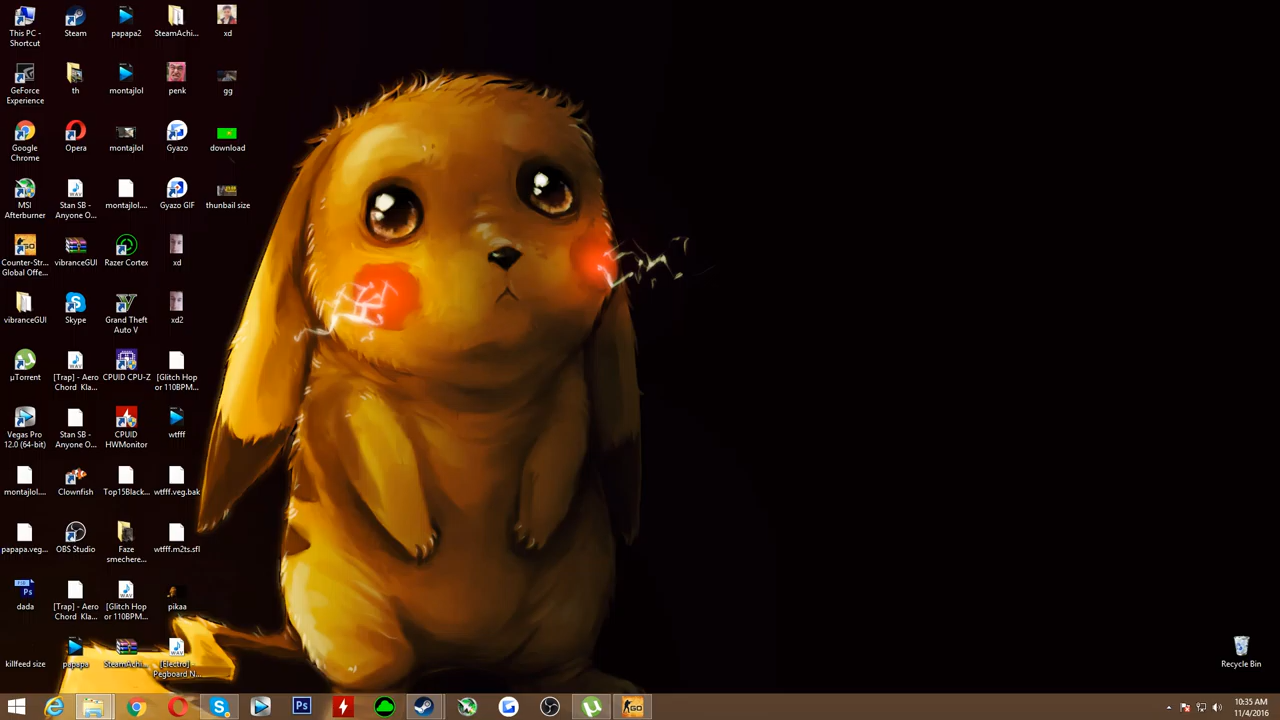 This PC -
Shortcut
Steam
papapa2
SteamAchi...
xd
GeForce
Experience
th
montajlol
penk
gg
Google
Chrome
Opera
montajlol
Gyazo
download
MSI
Afterburner
Stan SB -
Anyone O...
montajlol....
Gyazo GIF
thunbail size
Counter-Str...
Global Offe...
vibranceGUI
Razer Cortex
xd
vibranceGUI
Skype
Grand Theft
Auto V
xd2
µTorrent
[Trap] - Aero
Chord Kla...
CPUID CPU-Z
[Glitch Hop
or 110BPM...
Vegas Pro
12.0 (64-bit)
Stan SB -
Anyone O...
CPUID
HWMonitor
wtfff
montajlol....
Clownfish
Top15Black...
wtfff.veg.bak
papapa.veg...
OBS Studio
Faze
smechere...
wtfff.m2ts.sfl
dada
[Trap] - Aero
Chord Kla...
[Glitch Hop
or 110BPM...
pikaa
killfeed size
papapa
SteamAchi...
[Electro] -
Pegboard N...
Recycle Bin
10:35 AM
11/4/2016